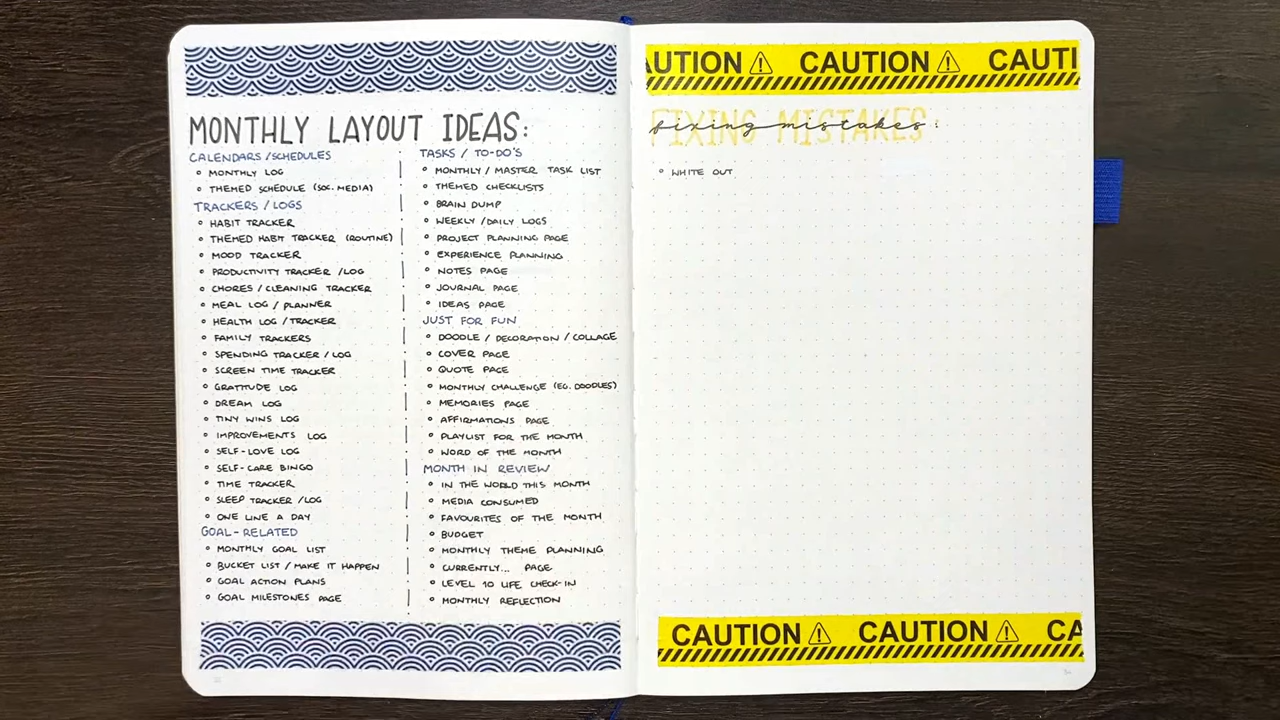 MONTHLY LAYOUT IDEAS:
CALENDARS/SCHEDULES
MONTHLY LOG
THEMED SCHEDULE (SOC. MEDIA)
TRACKERS / LOGS
HABIT TRACKER
THEMED HABIT TRACKER (ROUTINE)
MOOD TRACKER
PRODUCTIVITY TRACKER /LOG
CHORES / CLEANING TRACKER
MEAL LOG / PLANNER
HEALTH LOG / TRACKER
FAMILY TRACKERS
SPENDING TRACKER / LOG
SCREEN TIME TRACKER
GRATITUDE LOG
DREAM LOG
TINY WINS LOG
IMPROVEMENTS LOG
SELF-LOVE LOG
SELF-CARE BINGO
TIME TRACKER
SLEEP TRACKER /LOG
ONE LINE A DAY
GOAL-RELATED
MONTHLY GOAL LIST
BUCKET LIST / MAKE IT HAPPEN
GOAL ACTION PLANS
GOAL MILESTONES PAGE
TASKS / TO-DO'S
MONTHLY / MASTER TASK LIST
THEMED CHECKLISTS
BRAIN DUMP
WEEKLY /DAILY LOGS
PROJECT PLANNING PAGE
EXPERIENCE PLANNING
NOTES PAGE
JOURNAL PAGE
IDEAS PAGE
JUST FOR FUN
DOODLE / DECORATION / COLLAGE
COVER PAGE
QUOTE PAGE
MONTHLY CHALLENGE (EG. DOODLES)
MEMORIES PAGE
AFFIRMATIONS PAGE
PLAYLIST FOR THE MONTH
WORD OF THE MONTH
MONTH IN REVIEW
IN THE WORLD THIS MONTH
MEDIA CONSUMED
FAVOURITES OF THE MONTH
BUDGET
MONTHLY THEME PLANNING
CURRENTLY... PAGE
LEVEL 10 LIFE CHECK-IN
MONTHLY REFLECTION
AUTION CAUTION CAUTI
FIXING MISTAKES
fixing mistakes:
WHITE OUT
CAUTION CAUTION CA